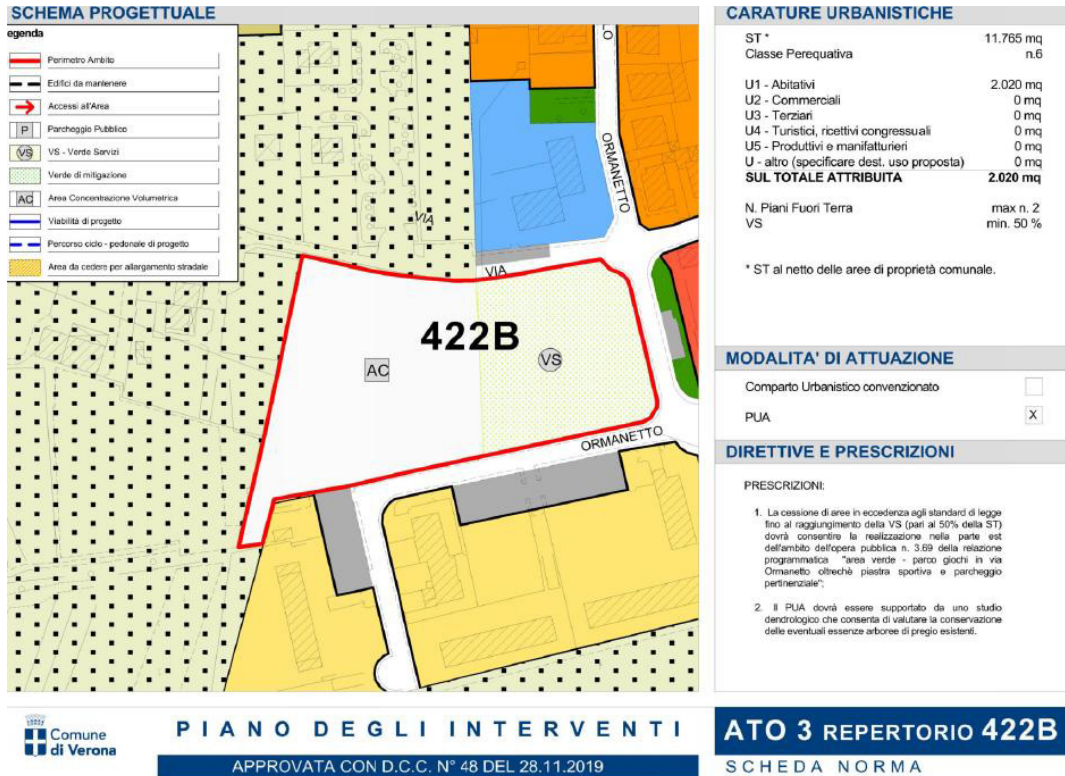 SCHEMA PROGETTUALE
egenda
Perimetro Ambito
Edifici da mantenere
Accessi all'Area
P Parcheggio Pubblico
VS VS - Verde Servizi
Verde di mitigazione
AC Area Concentrazione Volumetrica
Viabilità di progetto
Percorso ciclo - pedonale di progetto
Area da cedere per allargamento stradale
LO
ORMANETTO
VIA
VIA
422B
AC
VS
ORMANETTO
CARATURE URBANISTICHE
ST * 11.765 mq
Classe Perequativa n.6
U1 - Abitativi 2.020 mq
U2 - Commerciali 0 mq
U3 - Terziari 0 mq
U4 - Turistici, ricettivi congressuali 0 mq
U5 - Produttivi e manifatturieri 0 mq
U - altro (specificare dest. uso proposta) 0 mq
SUL TOTALE ATTRIBUITA 2.020 mq
N. Piani Fuori Terra max n. 2
VS min. 50 %
* ST al netto delle aree di proprietà comunale.
MODALITA' DI ATTUAZIONE
Comparto Urbanistico convenzionato
PUA X
DIRETTIVE E PRESCRIZIONI
PRESCRIZIONI:
1. La cessione di aree in eccedenza agli standard di legge
fino al raggiungimento della VS (pari al 50% della ST)
dovrà consentire la realizzazione nella parte est
dell'ambito dell'opera pubblica n. 3.69 della relazione
programmatica "area verde - parco giochi in via
Ormanetto oltrechè piastra sportiva e parcheggio
pertinenziale";
2. Il PUA dovrà essere supportato da uno studio
dendrologico che consenta di valutare la conservazione
delle eventuali essenze arboree di pregio esistenti.
Comune
di Verona
PIANO DEGLI INTERVENTI
APPROVATA CON D.C.C. N° 48 DEL 28.11.2019
ATO 3 REPERTORIO 422B
SCHEDA NORMA